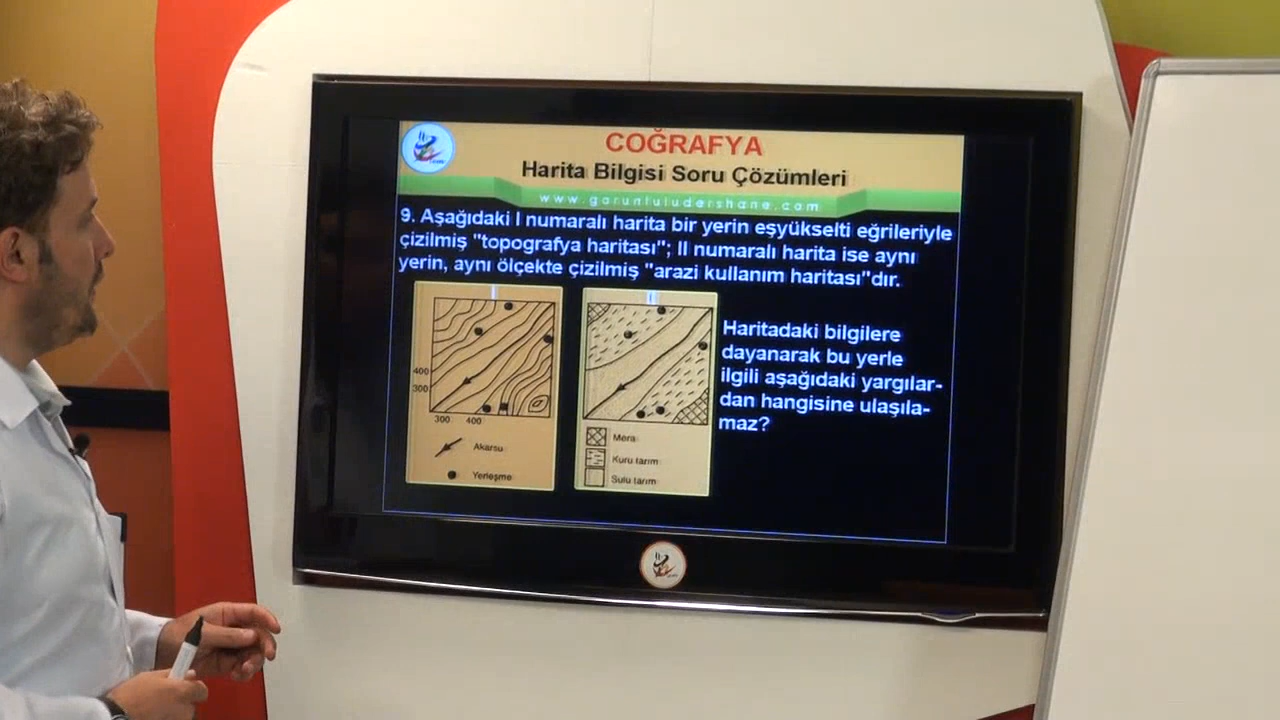 COĞRAFYA
Harita Bilgisi Soru Çözümleri
www.goruntuludershane.com
9. Aşağıdaki I numaralı harita bir yerin eşyükselti eğrileriyle
çizilmiş "topografya haritası"; II numaralı harita ise aynı
yerin, aynı ölçekte çizilmiş "arazi kullanım haritası"dır.
I
II
400
300
300 400
Akarsu
Yerleşme
Mera
Kuru tarım
Sulu tarım
Haritadaki bilgilere
dayanarak bu yerle
ilgili aşağıdaki yargılar-
dan hangisine ulaşıla-
maz?